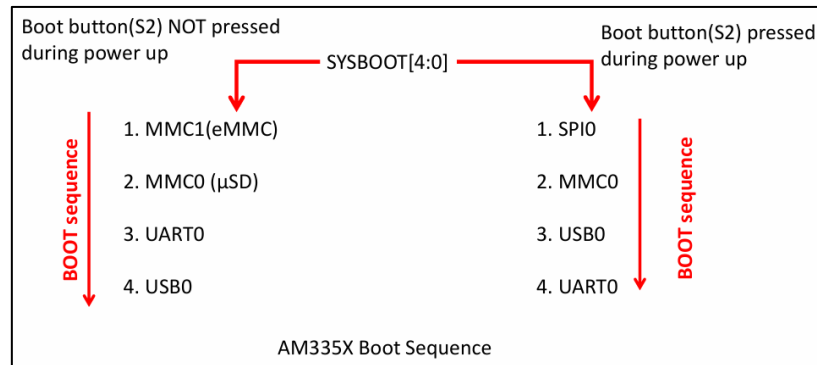 Boot button(S2) NOT pressed
during power up
Boot button(S2) pressed
during power up
SYSBOOT[4:0]
BOOT sequence
1. MMC1(eMMC)
2. MMC0 (µSD)
3. UART0
4. USB0
1. SPI0
2. MMC0
3. USB0
4. UART0
BOOT sequence
AM335X Boot Sequence